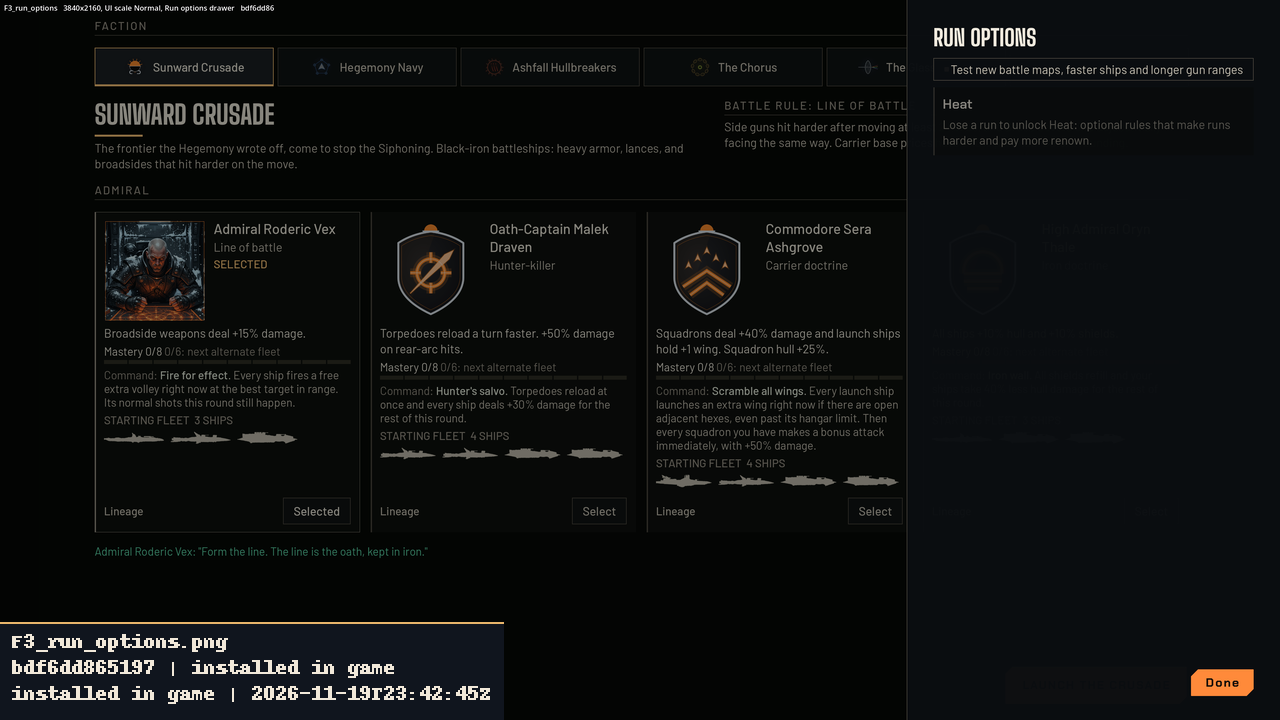 F3_run_options 3840x2160, UI scale Normal, Run options drawer bdf6dd86
FACTION
Sunward Crusade
Hegemony Navy
Ashfall Hullbreakers
The Chorus
The
SUNWARD CRUSADE
The frontier the Hegemony wrote off, come to stop the Siphoning. Black-iron battleships: heavy armor, lances, and
broadsides that hit harder on the move.
BATTLE RULE: LINE OF BATTL
Side guns hit harder after moving at
facing the same way. Carrier base p
ADMIRAL
Admiral Roderic Vex
Line of battle
SELECTED
Broadside weapons deal +15% damage.
Mastery 0/8 0/6: next alternate fleet
Command: Fire for effect. Every ship fires a free
extra volley right now at the best target in range.
Its normal shots this round still happen.
STARTING FLEET 3 SHIPS
Lineage
Selected
Oath-Captain Malek
Draven
Hunter-killer
Torpedoes reload a turn faster. +50% damage
on rear-arc hits.
Mastery 0/8 0/6: next alternate fleet
Command: Hunter's salvo. Torpedoes reload at
once and every ship deals +30% damage for the
rest of this round.
STARTING FLEET 4 SHIPS
Lineage
Select
Commodore Sera
Ashgrove
Carrier doctrine
Squadrons deal +40% damage and launch ships
hold +1 wing. Squadron hull +25%.
Mastery 0/8 0/6: next alternate fleet
Command: Scramble all wings. Every launch ship
launches an extra wing right now if there are open
adjacent hexes, even past its hangar limit. Then
every squadron you have makes a bonus attack
immediately, with +50% damage.
STARTING FLEET 4 SHIPS
Lineage
Select
Admiral Roderic Vex: "Form the line. The line is the oath, kept in iron."
RUN OPTIONS
Test new battle maps, faster ships and longer gun ranges
Heat
Lose a run to unlock Heat: optional rules that make runs
harder and pay more renown.
Done
F3_run_options.png
bdf6dd865197 | installed in game
installed in game | 2026-11-19T23:42:45Z